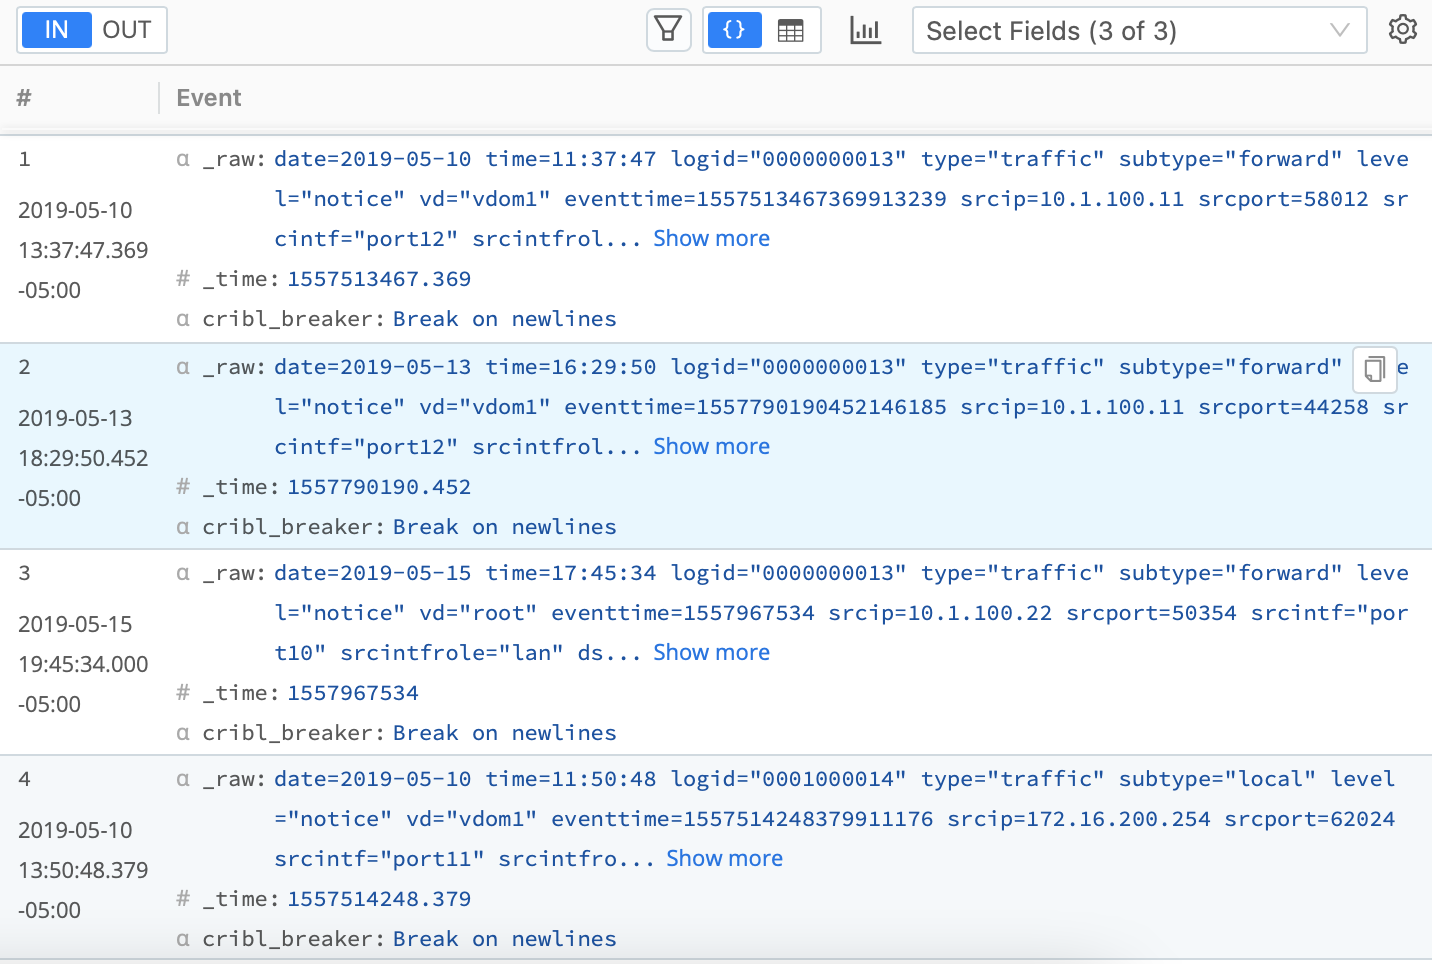 IN OUT {} Select Fields (3 of 3)
# Event
1
2019-05-10
13:37:47.369
-05:00
α _raw: date=2019-05-10 time=11:37:47 logid="0000000013" type="traffic" subtype="forward" leve
l="notice" vd="vdom1" eventtime=1557513467369913239 srcip=10.1.100.11 srcport=58012 sr
cintf="port12" srcintfrol... Show more
# _time: 1557513467.369
α cribl_breaker: Break on newlines
2
2019-05-13
18:29:50.452
-05:00
α _raw: date=2019-05-13 time=16:29:50 logid="0000000013" type="traffic" subtype="forward" e
l="notice" vd="vdom1" eventtime=1557790190452146185 srcip=10.1.100.11 srcport=44258 sr
cintf="port12" srcintfrol... Show more
# _time: 1557790190.452
α cribl_breaker: Break on newlines
3
2019-05-15
19:45:34.000
-05:00
α _raw: date=2019-05-15 time=17:45:34 logid="0000000013" type="traffic" subtype="forward" leve
l="notice" vd="root" eventtime=1557967534 srcip=10.1.100.22 srcport=50354 srcintf="por
t10" srcintfrole="lan" ds... Show more
# _time: 1557967534
α cribl_breaker: Break on newlines
4
2019-05-10
13:50:48.379
-05:00
α _raw: date=2019-05-10 time=11:50:48 logid="0001000014" type="traffic" subtype="local" level
="notice" vd="vdom1" eventtime=1557514248379911176 srcip=172.16.200.254 srcport=62024
srcintf="port11" srcintfro... Show more
# _time: 1557514248.379
α cribl_breaker: Break on newlines